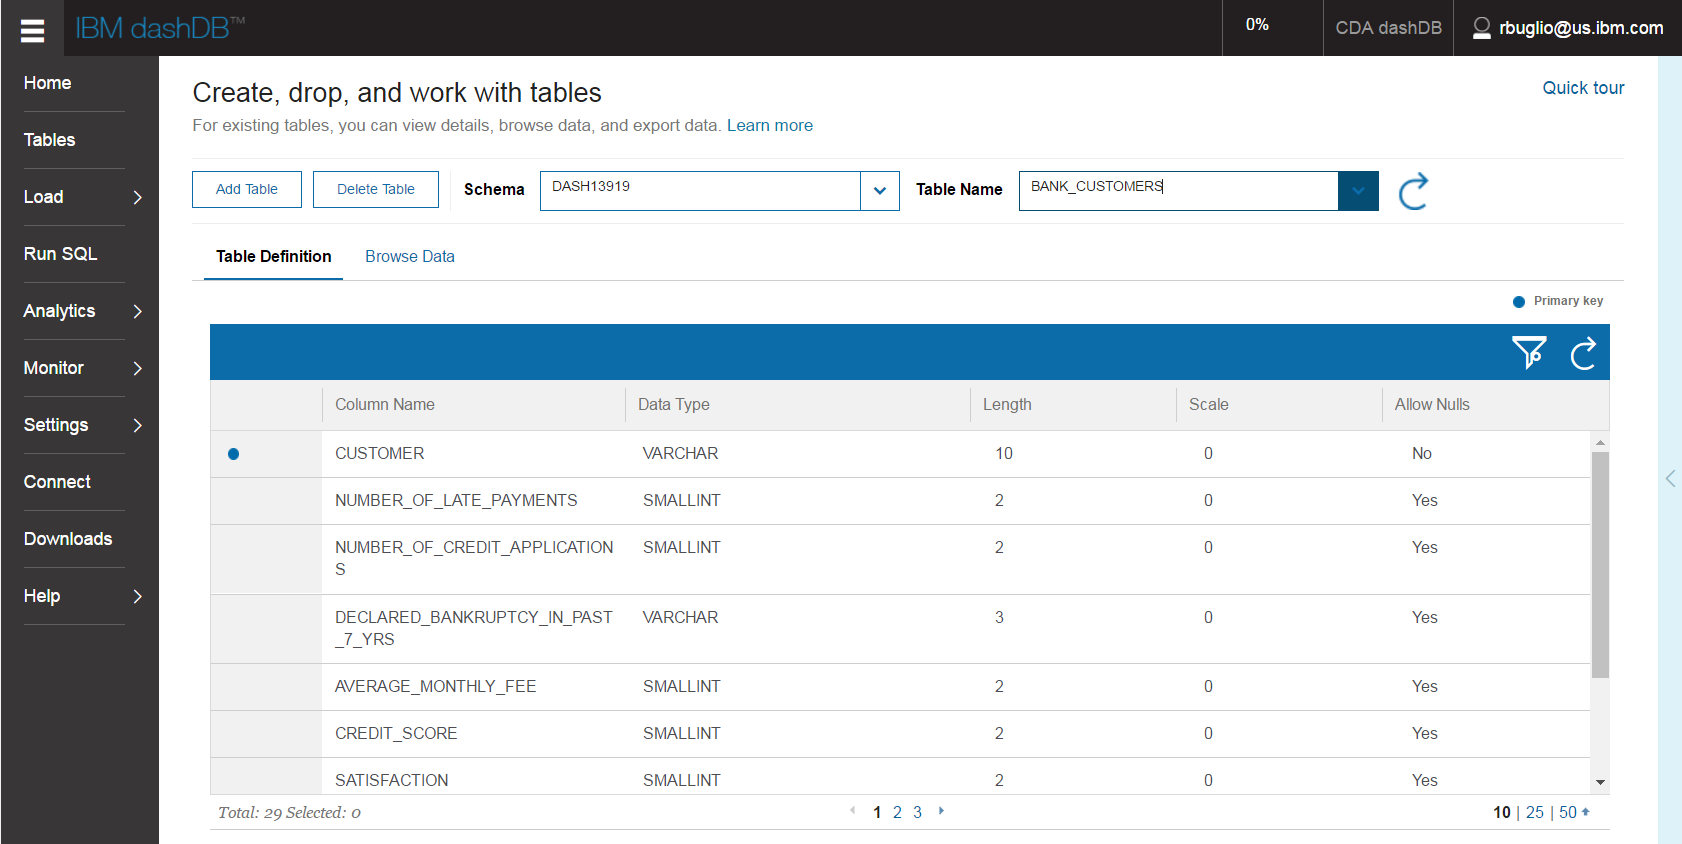 IBM dashDB™
0%
CDA dashDB
rbuglio@us.ibm.com
Home
Tables
Load
Run SQL
Analytics
Monitor
Settings
Connect
Downloads
Help
Create, drop, and work with tables
Quick tour
For existing tables, you can view details, browse data, and export data. Learn more
Add Table Delete Table Schema DASH13919 Table Name BANK_CUSTOMERS
Table Definition Browse Data
Primary key
Column Name Data Type Length Scale Allow Nulls
CUSTOMER VARCHAR 10 0 No
NUMBER_OF_LATE_PAYMENTS SMALLINT 2 0 Yes
NUMBER_OF_CREDIT_APPLICATION SMALLINT 2 0 Yes
S
DECLARED_BANKRUPTCY_IN_PAST VARCHAR 3 0 Yes
_7_YRS
AVERAGE_MONTHLY_FEE SMALLINT 2 0 Yes
CREDIT_SCORE SMALLINT 2 0 Yes
SATISFACTION SMALLINT 2 0 Yes
Total: 29 Selected: 0 1 2 3 10 | 25 | 50